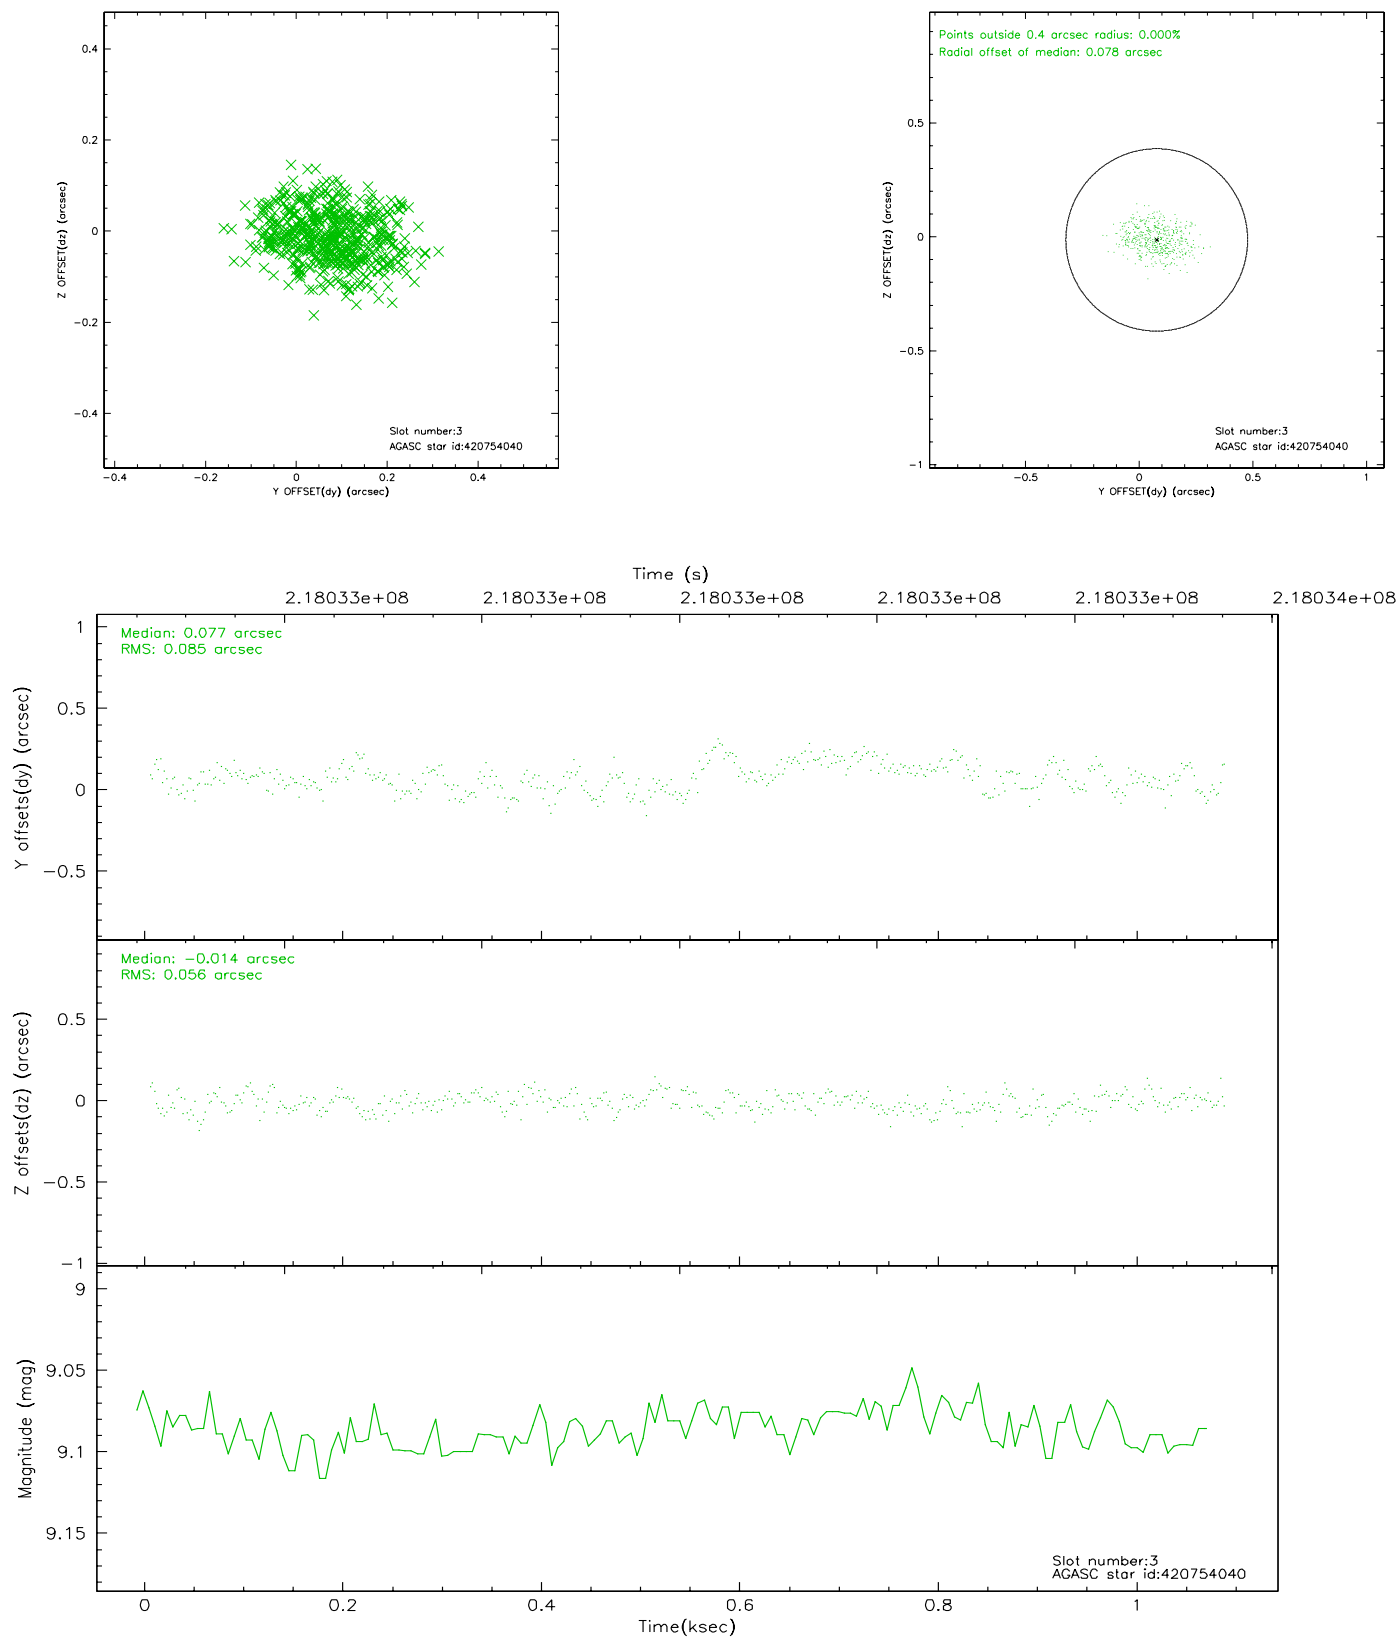 0.4
0.2
0
−0.2
−0.4
Z OFFSET(dz) (arcsec)
−0.4 −0.2 0 0.2 0.4
Y OFFSET(dy) (arcsec)
Slot number:3
AGASC star id:420754040
Points outside 0.4 arcsec radius: 0.000%
Radial offset of median: 0.078 arcsec
0.5
0
−0.5
−1
Z OFFSET(dz) (arcsec)
−0.5 0 0.5 1
Y OFFSET(dy) (arcsec)
Slot number:3
AGASC star id:420754040
Time (s)
2.18033e+08 2.18033e+08 2.18033e+08 2.18033e+08 2.18033e+08 2.18034e+08
Median: 0.077 arcsec
RMS: 0.085 arcsec
1
0.5
0
−0.5
Y offsets(dy) (arcsec)
Median: −0.014 arcsec
RMS: 0.056 arcsec
0.5
0
−0.5
−1
Z offsets(dz) (arcsec)
9
9.05
9.1
9.15
Magnitude (mag)
Slot number:3
AGASC star id:420754040
0 0.2 0.4 0.6 0.8 1
Time(ksec)